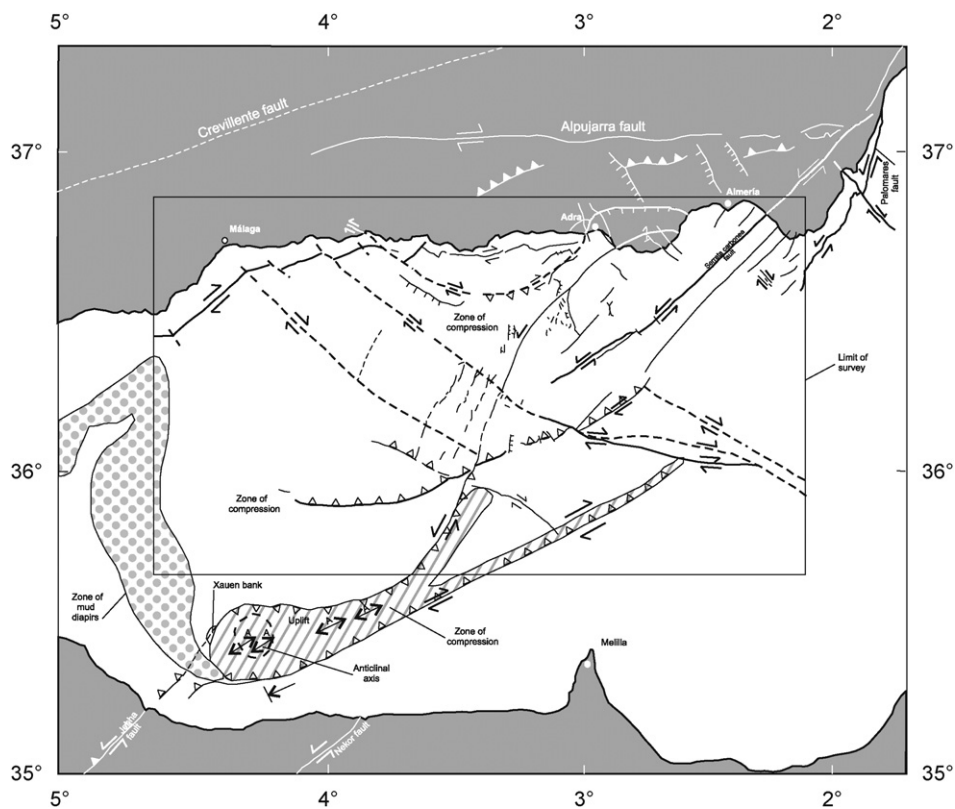 5°
4°
3°
2°
Crevillente fault
Alpujarra fault
37°
37°
Palomares
fault
Almería
Adra
Málaga
Serrata carbones
fault
Zone of
compression
Limit of
survey
36°
36°
Zone of
compression
Xauen bank
Zone of
mud
diapirs
Uplift
A
A
Zone of
compression
Anticlinal
axis
Melilla
Jebha
fault
Nekor fault
35°
35°
5°
4°
3°
2°